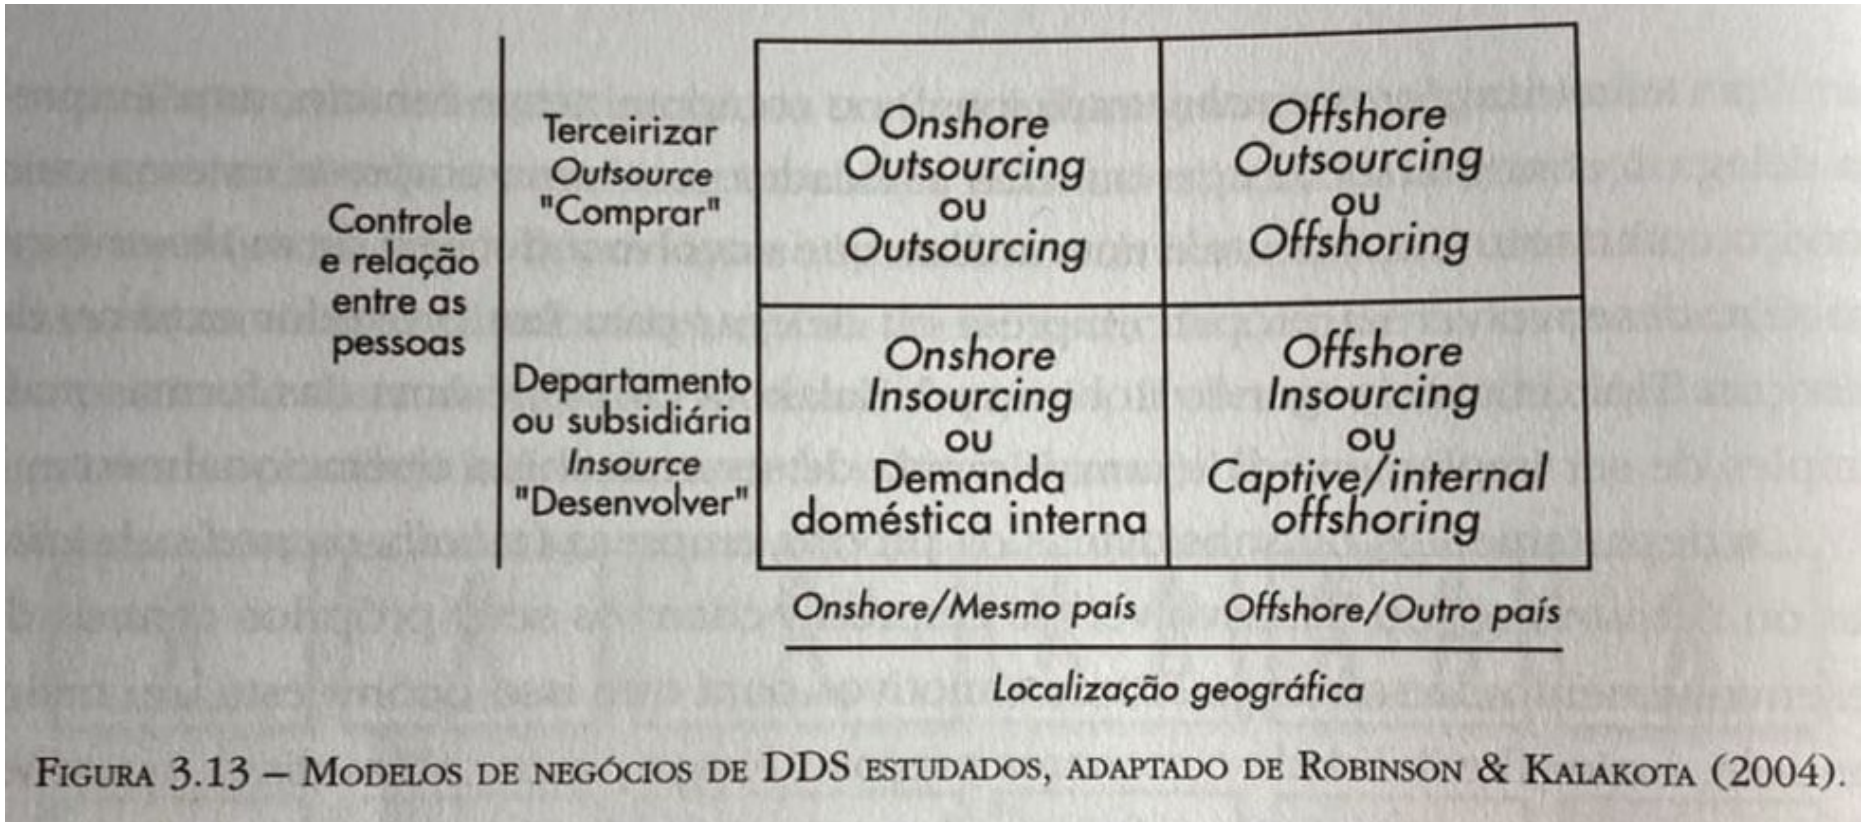 Controle
e relação
entre as
pessoas
Terceirizar
Outsource
"Comprar"
Onshore
Outsourcing
ou
Outsourcing
Offshore
Outsourcing
ou
Offshoring
Departamento
ou subsidiária
Insource
"Desenvolver"
Onshore
Insourcing
ou
Demanda
doméstica interna
Offshore
Insourcing
ou
Captive/internal
offshoring
Onshore/Mesmo país
Offshore/Outro país
Localização geográfica
FIGURA 3.13 – MODELOS DE NEGÓCIOS DE DDS ESTUDADOS, ADAPTADO DE ROBINSON & KALAKOTA (2004).